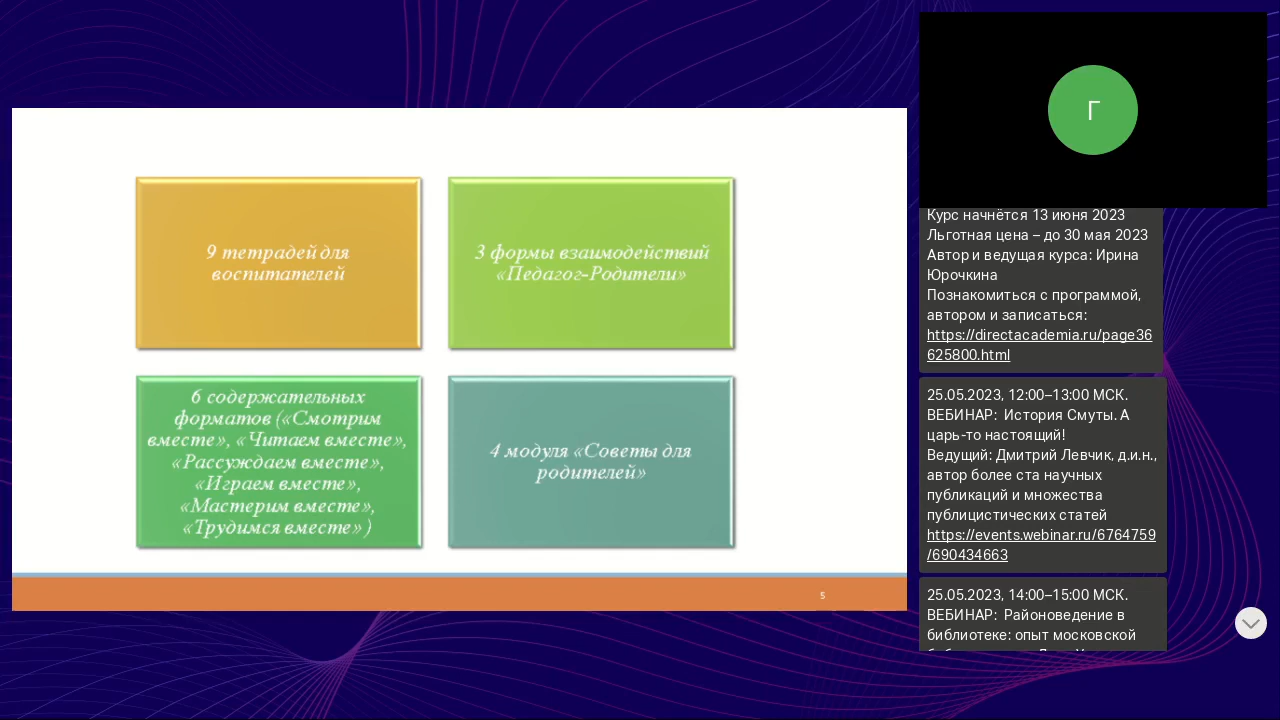 9 тетрадей для
воспитателей
3 формы взаимодействий
«Педагог-Родители»
6 содержательных
форматов («Смотрим
вместе», «Читаем вместе»,
«Рассуждаем вместе»,
«Играем вместе»,
«Мастерим вместе»,
«Трудимся вместе»)
4 модуля «Советы для
родителей»
5
Г
Курс начнётся 13 июня 2023
Льготная цена – до 30 мая 2023
Автор и ведущая курса: Ирина
Юрочкина
Познакомиться с программой,
автором и записаться:
https://directacademia.ru/page36
625800.html
25.05.2023, 12:00–13:00 МСК.
ВЕБИНАР: История Смуты. А
царь-то настоящий!
Ведущий: Дмитрий Левчик, д.и.н.,
автор более ста научных
публикаций и множества
публицистических статей
https://events.webinar.ru/6764759
/690434663
25.05.2023, 14:00–15:00 МСК.
ВЕБИНАР: Районоведение в
библиотеке: опыт московской